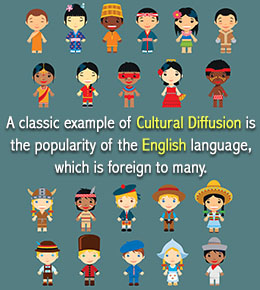 A classic example of Cultural Diffusion is
the popularity of the English language,
which is foreign to many.